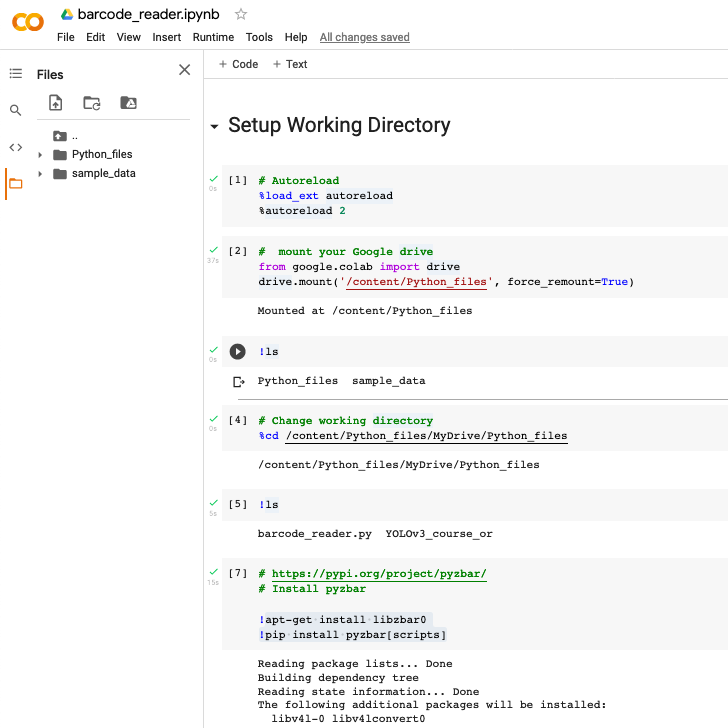 barcode_reader.ipynb
File Edit View Insert Runtime Tools Help All changes saved
Files
+ Code + Text
..
Python_files
sample_data
Setup Working Directory
0s
[1] # Autoreload
%load_ext autoreload
%autoreload 2
37s
[2] #  mount your Google drive
from google.colab import drive
drive.mount('/content/Python_files', force_remount=True)
Mounted at /content/Python_files
0s
!ls
Python_files  sample_data
0s
[4] # Change working directory
%cd /content/Python_files/MyDrive/Python_files
/content/Python_files/MyDrive/Python_files
5s
[5] !ls
barcode_reader.py  YOLOv3_course_or
15s
[7] # https://pypi.org/project/pyzbar/
# Install pyzbar
!apt-get install libzbar0
!pip install pyzbar[scripts]
Reading package lists... Done
Building dependency tree
Reading state information... Done
The following additional packages will be installed:
libv4l-0 libv4lconvert0